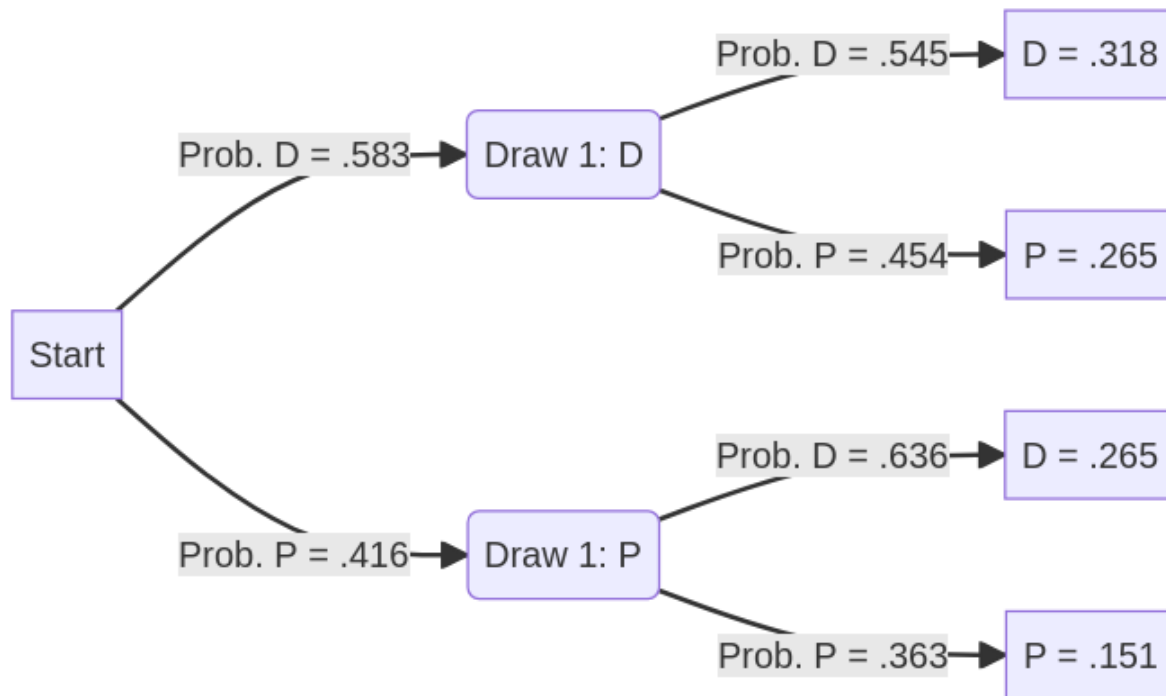 Prob. D = .545
D = .318
Prob. D = .583
Draw 1: D
Prob. P = .454
P = .265
Start
Prob. D = .636
D = .265
Prob. P = .416
Draw 1: P
Prob. P = .363
P = .151